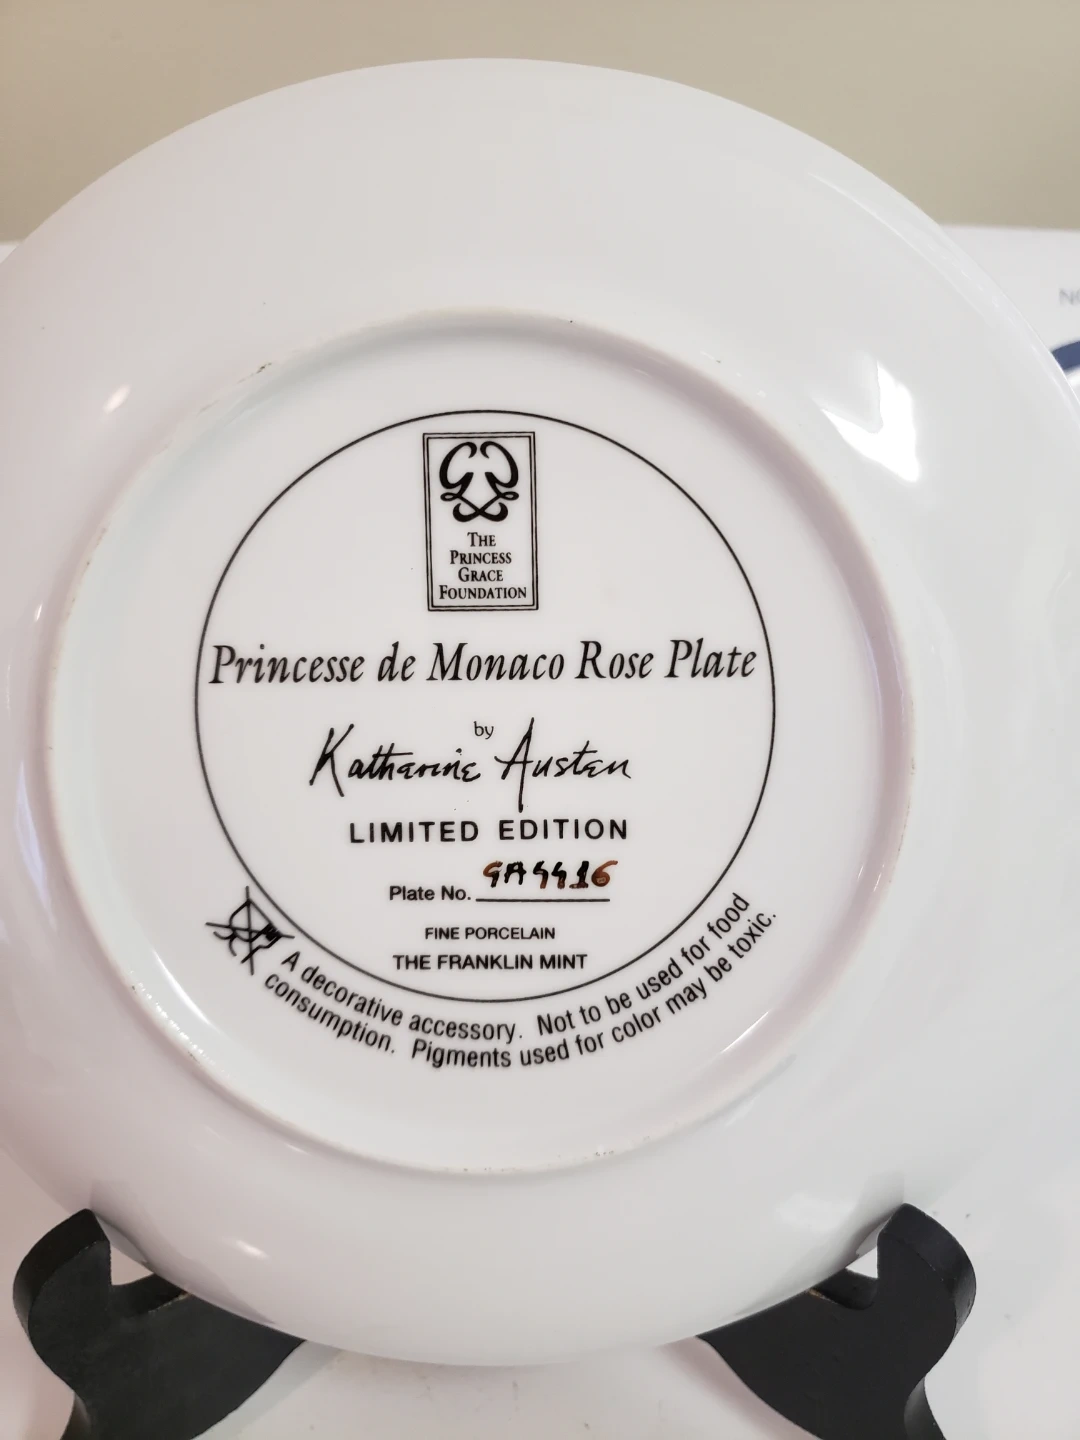 THE
PRINCESS
GRACE
FOUNDATION
Princesse de Monaco Rose Plate
by
Katharine Austen
LIMITED EDITION
Plate No.
FINE PORCELAIN
THE FRANKLIN MINT
A decorative accessory. Not to be used for food
consumption. Pigments used for color may be toxic.